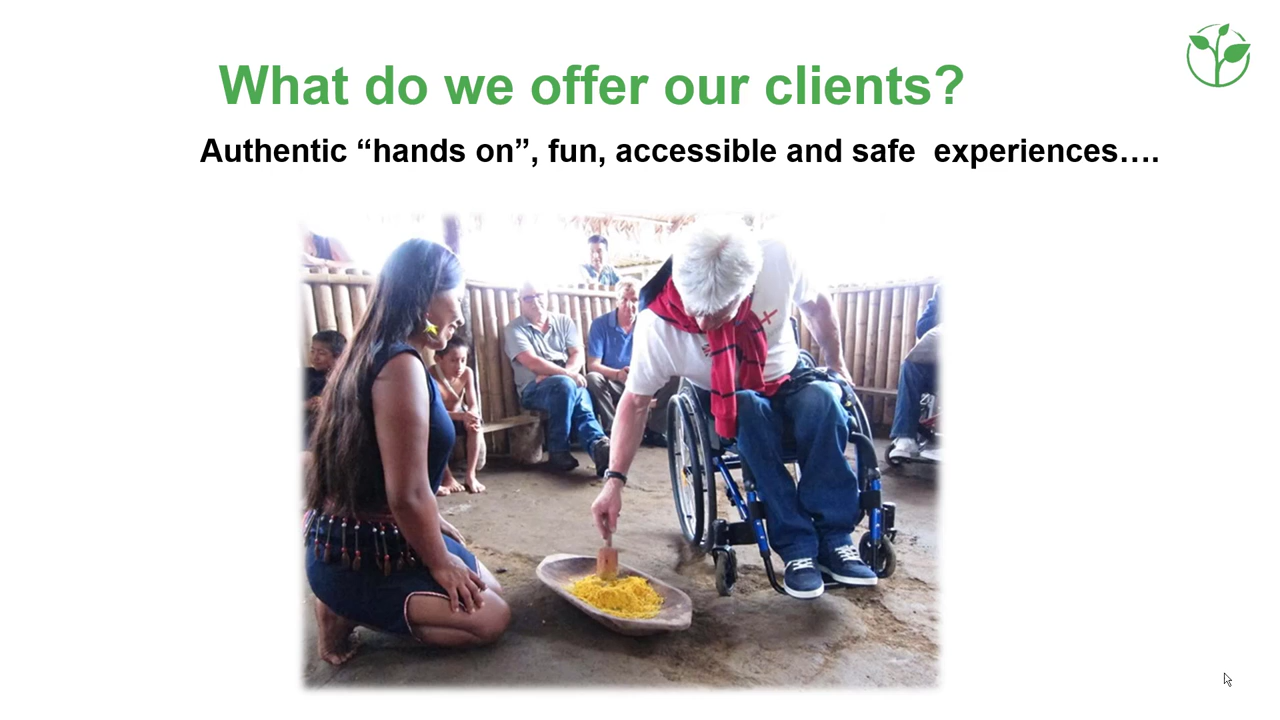 What do we offer our clients?
Authentic “hands on”, fun, accessible and safe  experiences….